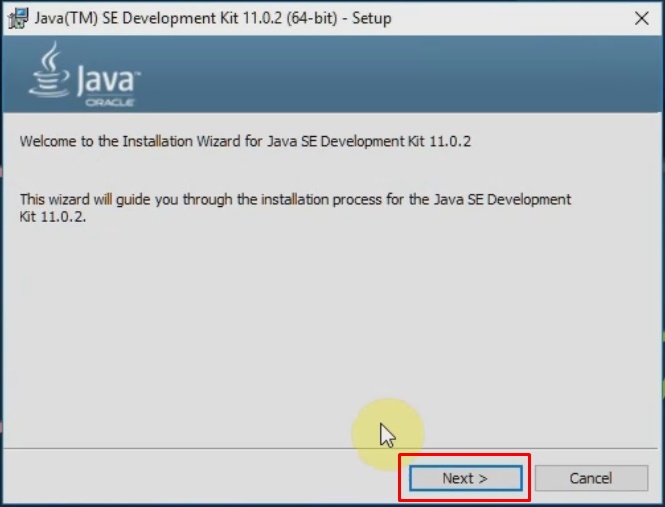 Java(TM) SE Development Kit 11.0.2 (64-bit) - Setup
Java™
ORACLE
Welcome to the Installation Wizard for Java SE Development Kit 11.0.2
This wizard will guide you through the installation process for the Java SE Development
Kit 11.0.2.
Next >
Cancel